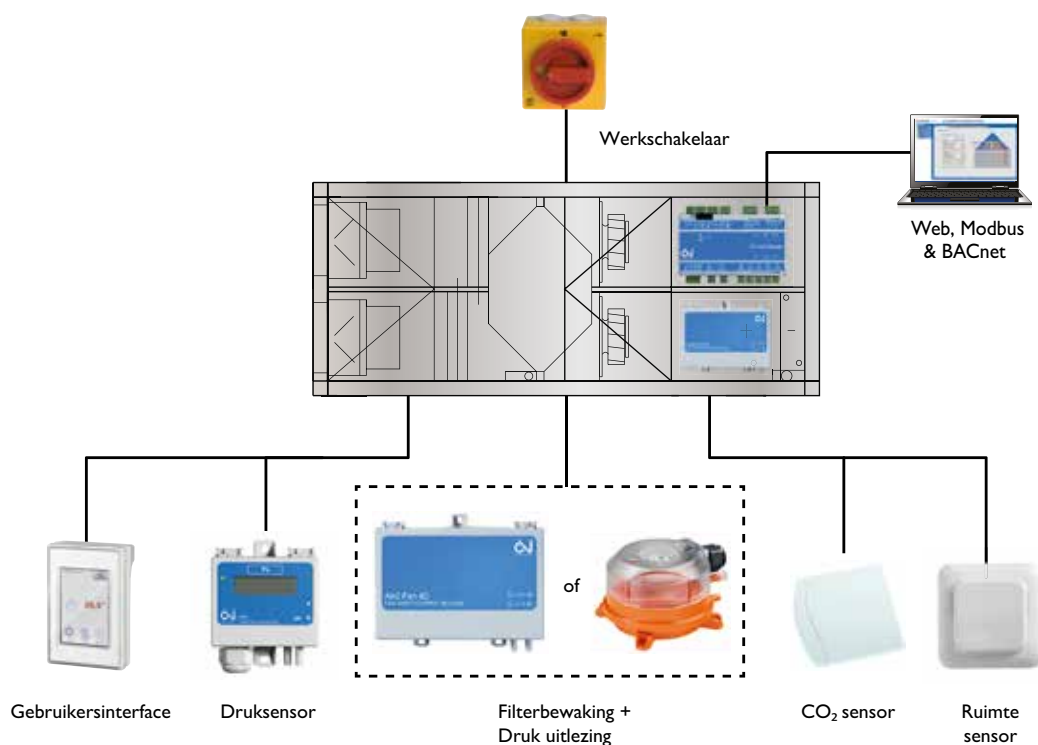 Werkschakelaar
Web, Modbus
& BACnet
of
Gebruikersinterface
Druksensor
Filterbewaking +
Druk uitlezing
CO₂ sensor
Ruimte
sensor